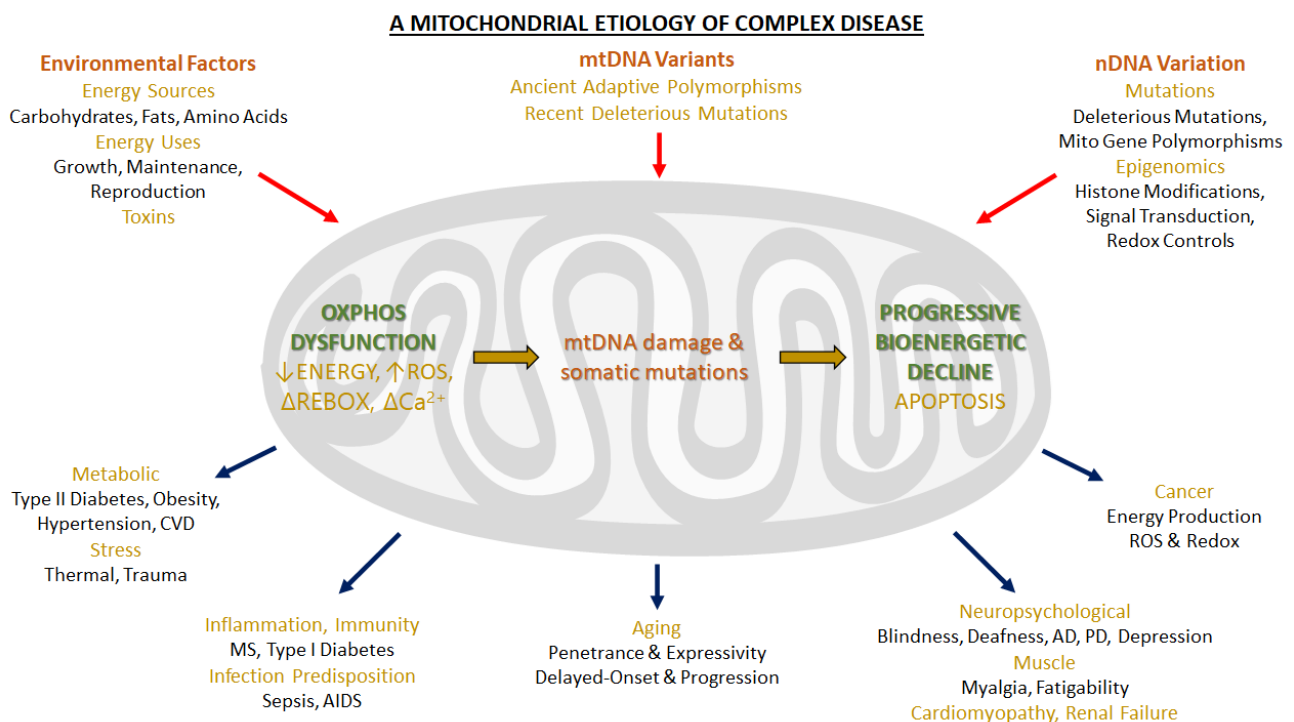 A MITOCHONDRIAL ETIOLOGY OF COMPLEX DISEASE
Environmental Factors
Energy Sources
Carbohydrates, Fats, Amino Acids
Energy Uses
Growth, Maintenance,
Reproduction
Toxins
mtDNA Variants
Ancient Adaptive Polymorphisms
Recent Deleterious Mutations
nDNA Variation
Mutations
Deleterious Mutations,
Mito Gene Polymorphisms
Epigenomics
Histone Modifications,
Signal Transduction,
Redox Controls
OXPHOS
DYSFUNCTION
↓ENERGY, ↑ROS,
ΔREBOX, ΔCa²⁺
mtDNA damage &
somatic mutations
PROGRESSIVE
BIOENERGETIC
DECLINE
APOPTOSIS
Metabolic
Type II Diabetes, Obesity,
Hypertension, CVD
Stress
Thermal, Trauma
Inflammation, Immunity
MS, Type I Diabetes
Infection Predisposition
Sepsis, AIDS
Aging
Penetrance & Expressivity
Delayed-Onset & Progression
Neuropsychological
Blindness, Deafness, AD, PD, Depression
Muscle
Myalgia, Fatigability
Cardiomyopathy, Renal Failure
Cancer
Energy Production
ROS & Redox